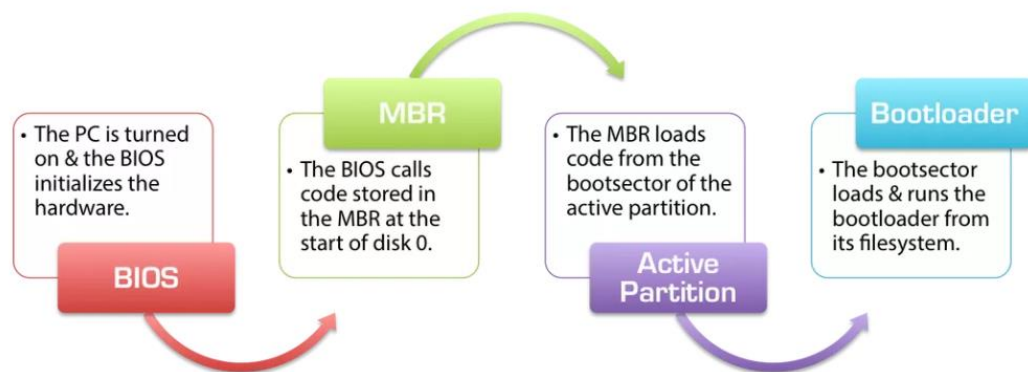 • The PC is turned
on & the BIOS
initializes the
hardware.
BIOS
MBR
• The BIOS calls
code stored in
the MBR at the
start of disk 0.
• The MBR loads
code from the
bootsector of the
active partition.
Active
Partition
Bootloader
• The bootsector
loads & runs the
bootloader from
its filesystem.